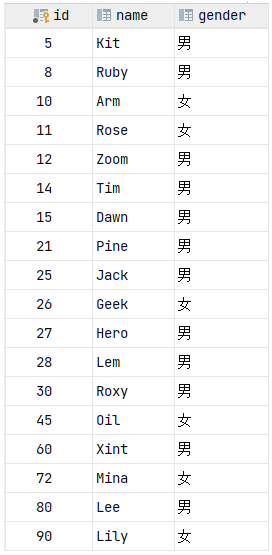 id name gender
5 Kit 男
8 Ruby 男
10 Arm 女
11 Rose 女
12 Zoom 男
14 Tim 男
15 Dawn 男
21 Pine 男
25 Jack 男
26 Geek 女
27 Hero 男
28 Lem 男
30 Roxy 男
45 Oil 女
60 Xint 男
72 Mina 女
80 Lee 男
90 Lily 女